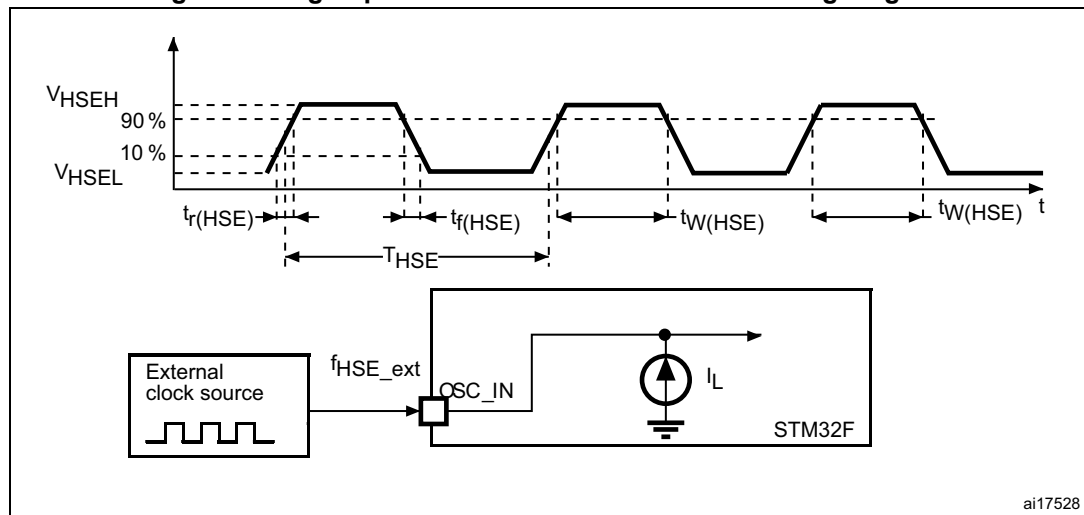 V_HSEH
90 %
10 %
V_HSEL
t_r(HSE)
t_f(HSE)
t_W(HSE)
t_W(HSE)
t
T_HSE
External
clock source
f_HSE_ext
OSC_IN
I_L
STM32F
ai17528